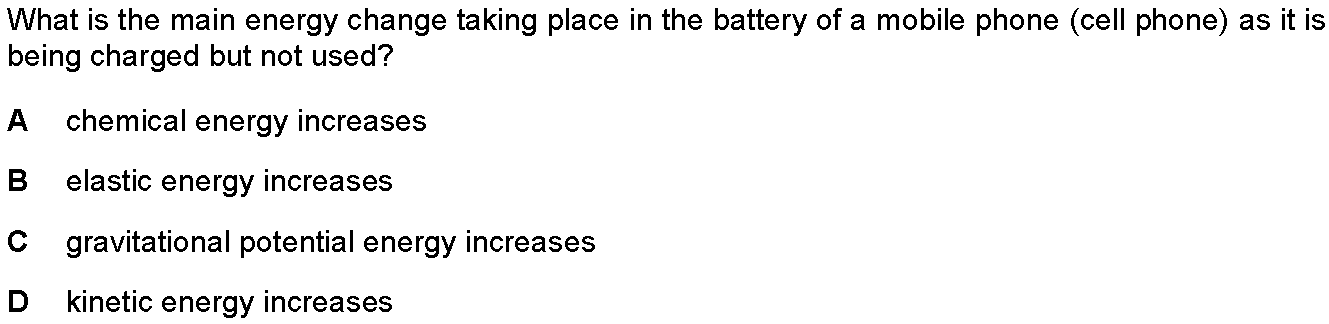 What is the main energy change taking place in the battery of a mobile phone (cell phone) as it is
being charged but not used?
A chemical energy increases
B elastic energy increases
C gravitational potential energy increases
D kinetic energy increases